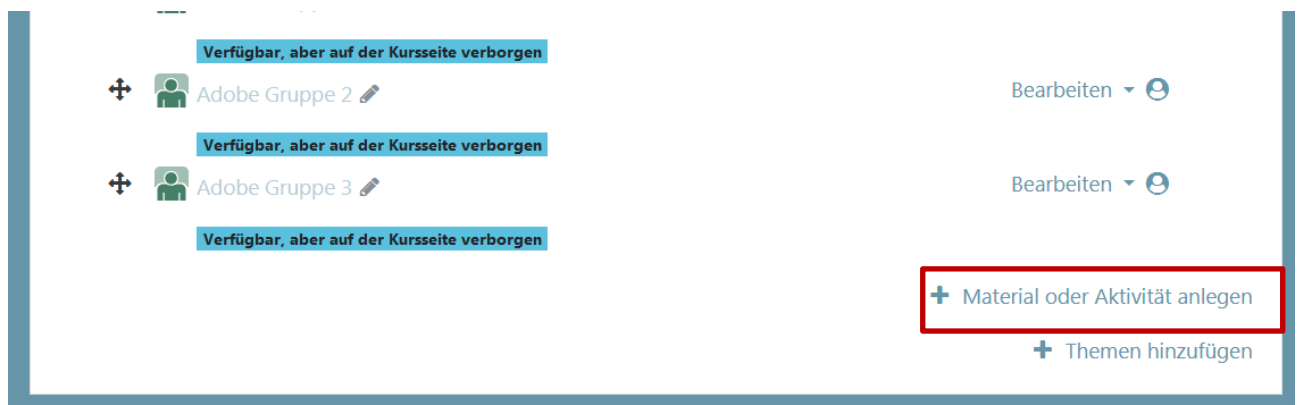 Verfügbar, aber auf der Kursseite verborgen
Adobe Gruppe 2 Bearbeiten
Verfügbar, aber auf der Kursseite verborgen
Adobe Gruppe 3 Bearbeiten
Verfügbar, aber auf der Kursseite verborgen
+ Material oder Aktivität anlegen
+ Themen hinzufügen